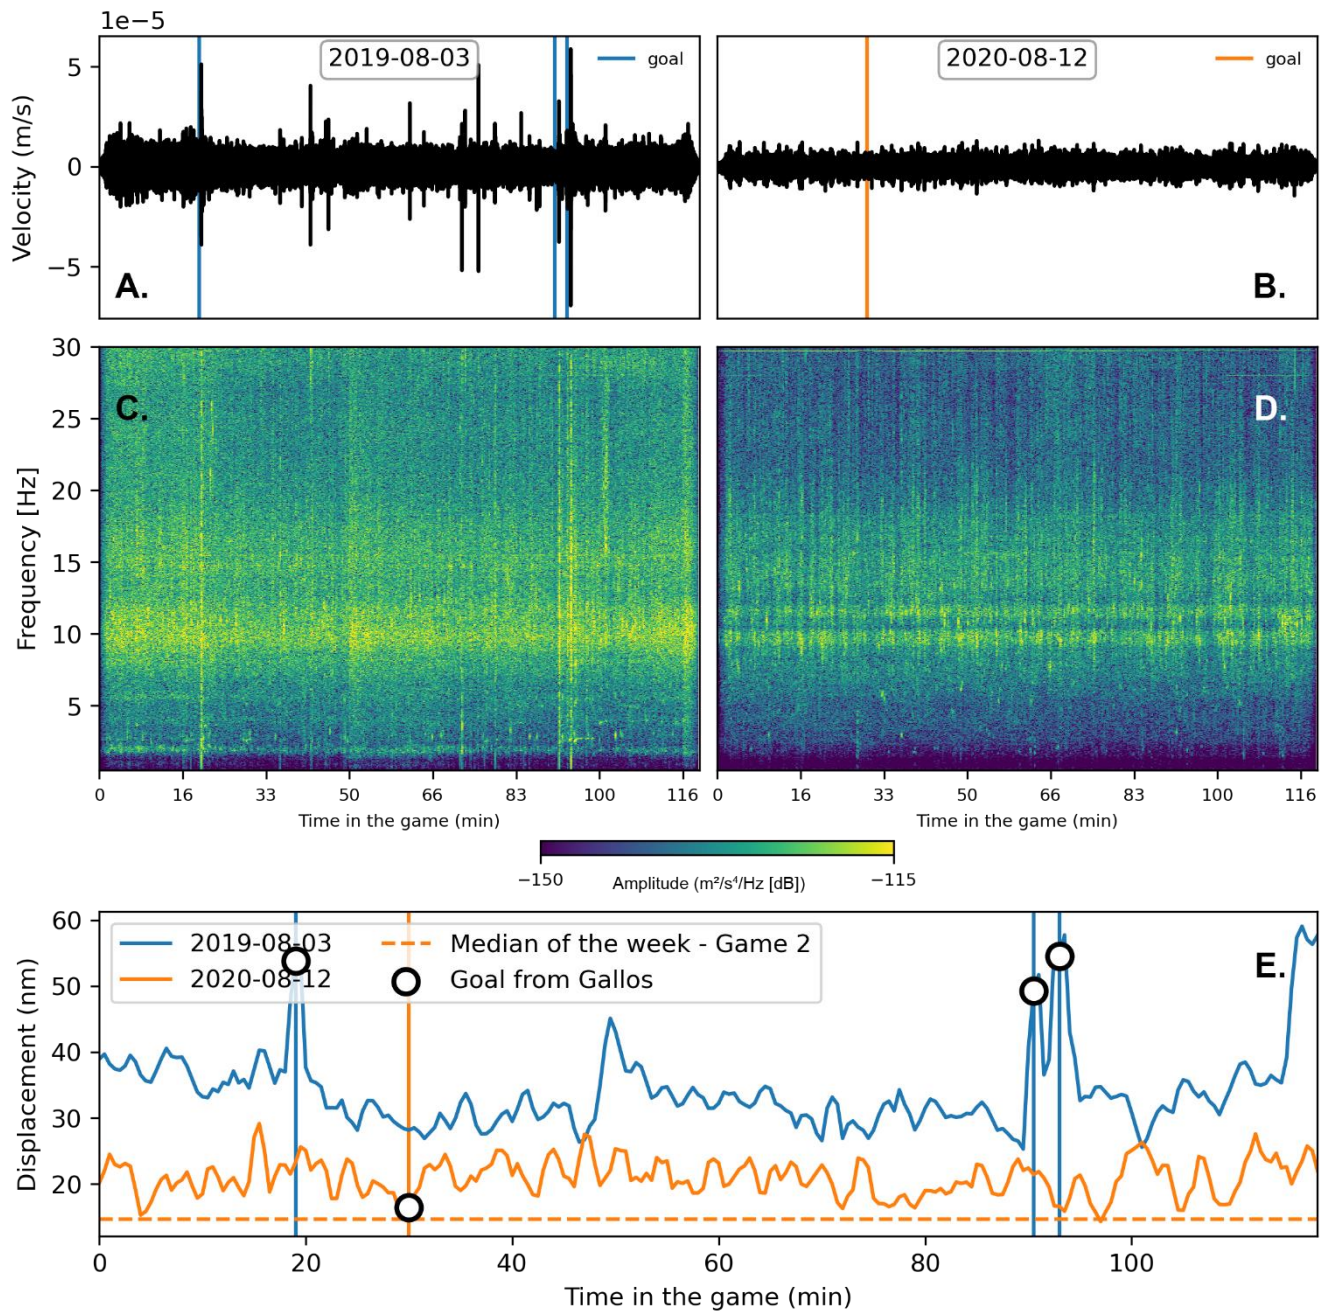 1e−5
2019-08-03
goal
2020-08-12
goal
Velocity (m/s)
5
0
−5
A.
B.
Frequency [Hz]
30
25
20
15
10
5
C.
D.
0 16 33 50 66 83 100 116
0 16 33 50 66 83 100 116
Time in the game (min)
Time in the game (min)
−150
Amplitude (m²/s⁴/Hz [dB])
−115
Displacement (nm)
60
50
40
30
20
2019-08-03
Median of the week - Game 2
2020-08-12
Goal from Gallos
E.
0 20 40 60 80 100
Time in the game (min)